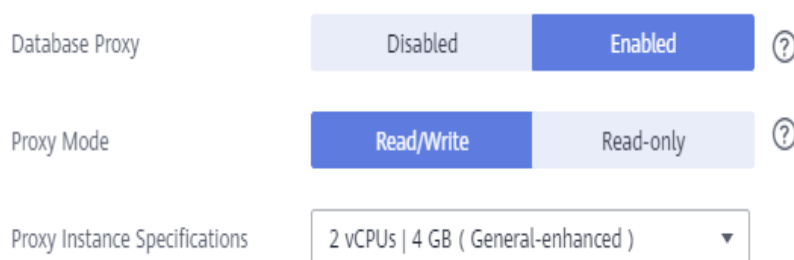 Database Proxy Disabled Enabled ?
Proxy Mode Read/Write Read-only ?
Proxy Instance Specifications 2 vCPUs | 4 GB ( General-enhanced )